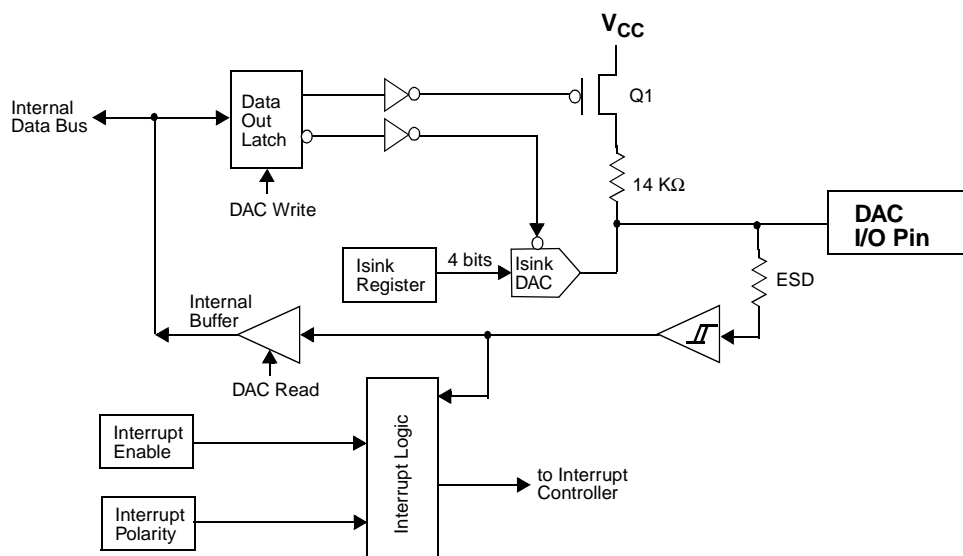 VCC
Q1
Internal
Data Bus
Data
Out
Latch
14 KΩ
DAC Write
DAC
I/O Pin
4 bits
Isink
Register
Isink
DAC
ESD
Internal
Buffer
DAC Read
Interrupt Logic
Interrupt
Enable
to Interrupt
Controller
Interrupt
Polarity